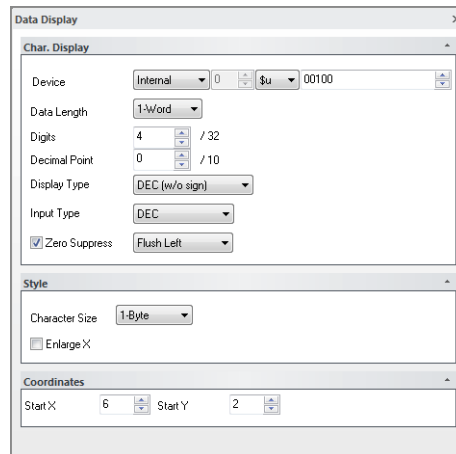 Data Display
Char. Display
Device Internal 0 $u 00100
Data Length 1-Word
Digits 4 / 32
Decimal Point 0 / 10
Display Type DEC (w/o sign)
Input Type DEC
Zero Suppress Flush Left
Style
Character Size 1-Byte
Enlarge X
Coordinates
Start X 6 Start Y 2